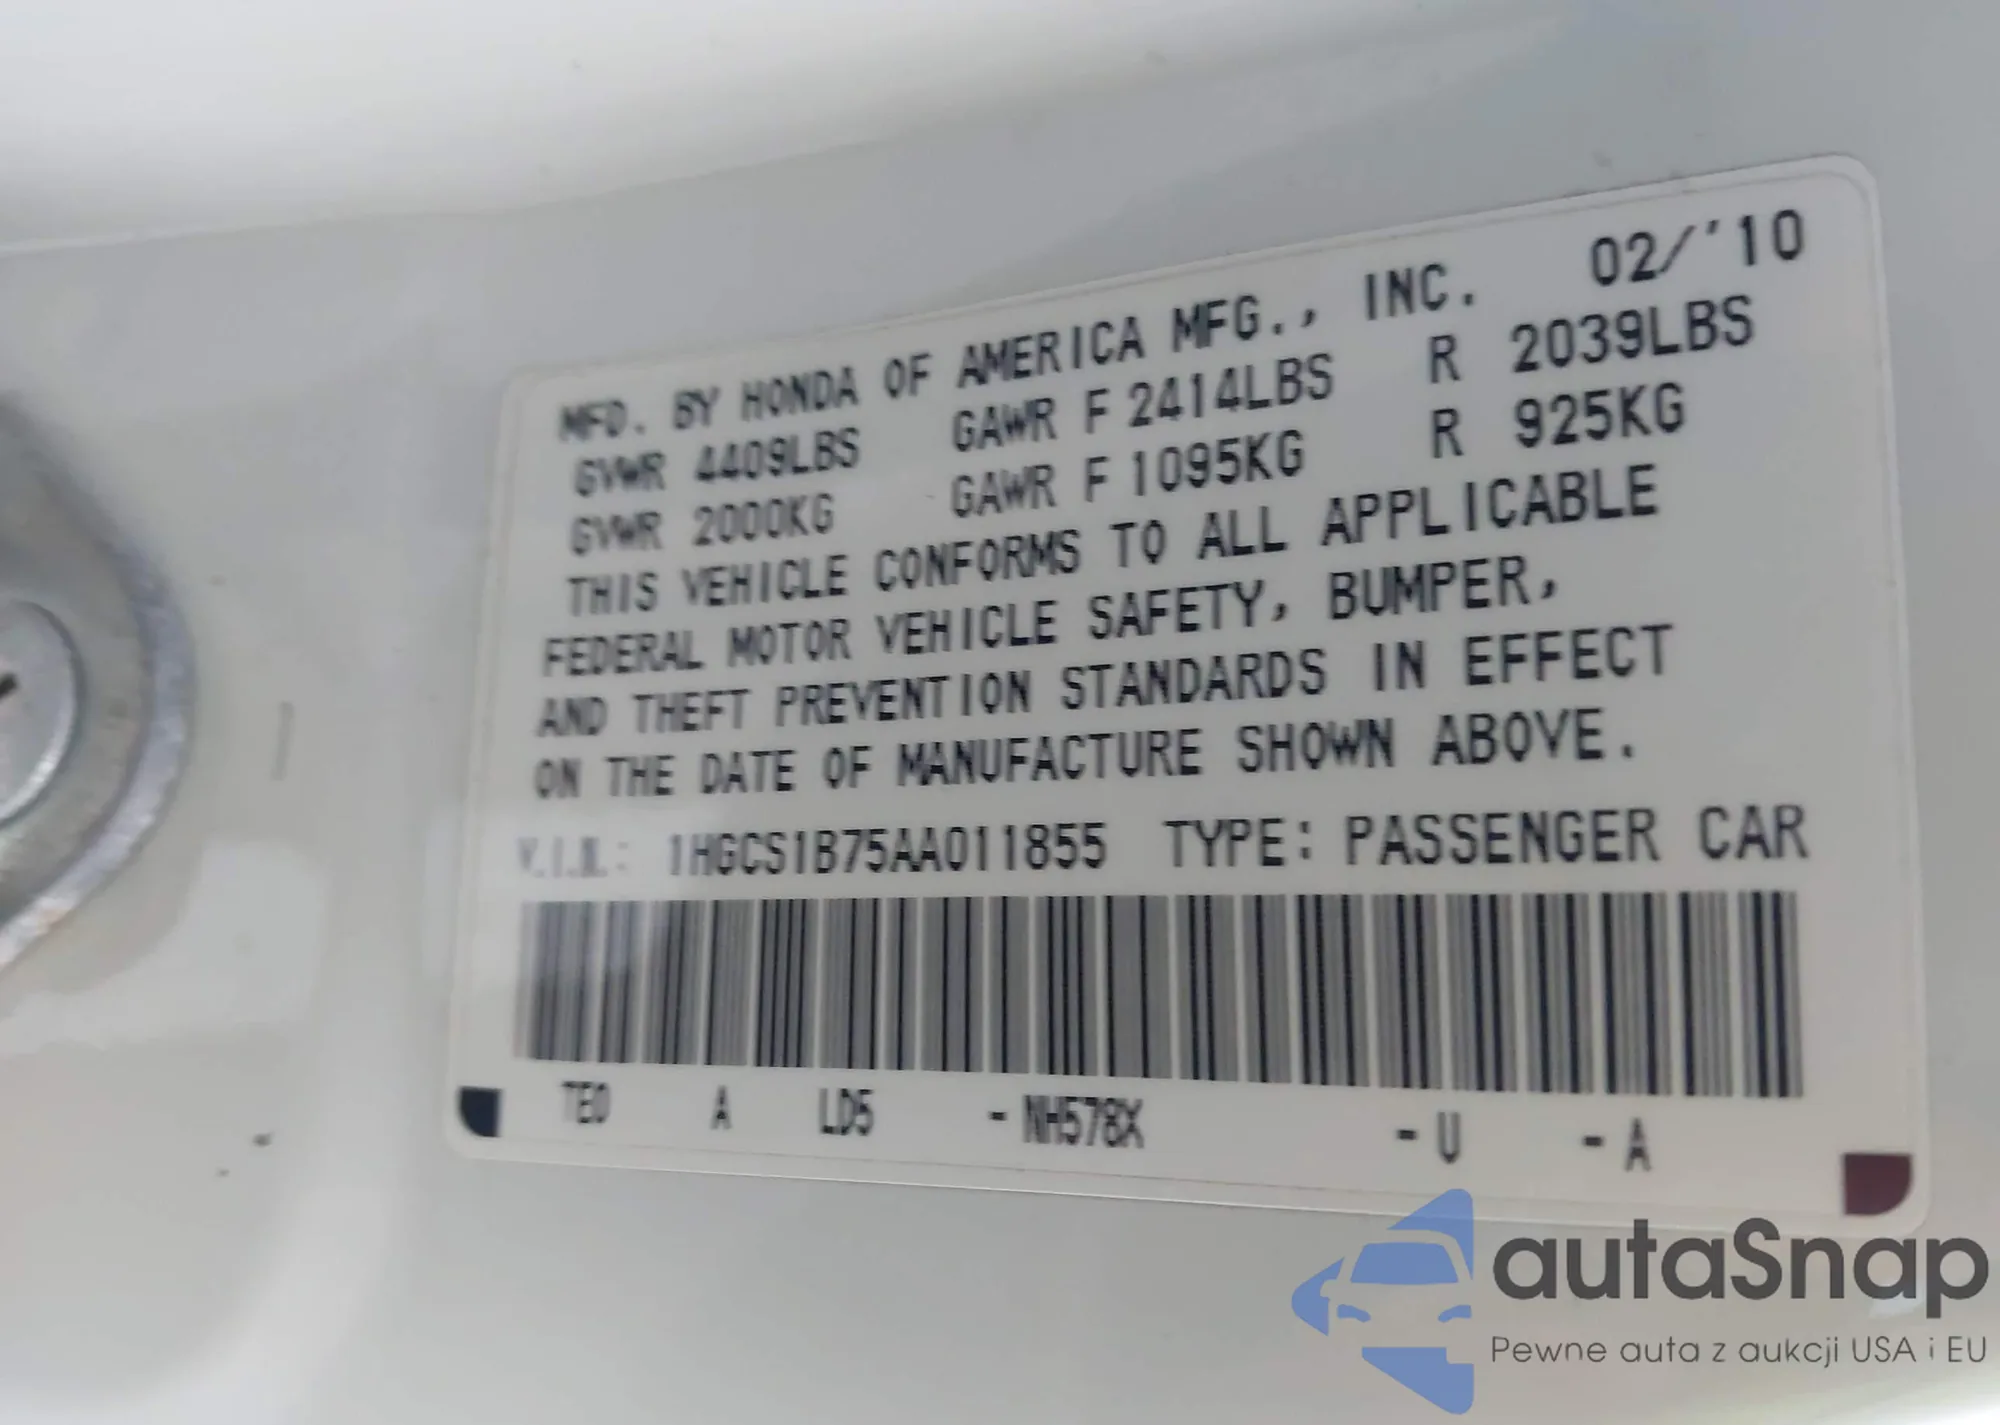 MFD. BY HONDA OF AMERICA MFG., INC. 02/'10
GVWR 4409LBS GAWR F 2414LBS R 2039LBS
GVWR 2000KG GAWR F 1095KG R 925KG
THIS VEHICLE CONFORMS TO ALL APPLICABLE
FEDERAL MOTOR VEHICLE SAFETY, BUMPER,
AND THEFT PREVENTION STANDARDS IN EFFECT
ON THE DATE OF MANUFACTURE SHOWN ABOVE.
V.I.N.: 1HGCS1B75AA011855 TYPE: PASSENGER CAR
TE0 A LD5 - NH578X - U - A
autaSnap
Pewne auta z aukcji USA i EU